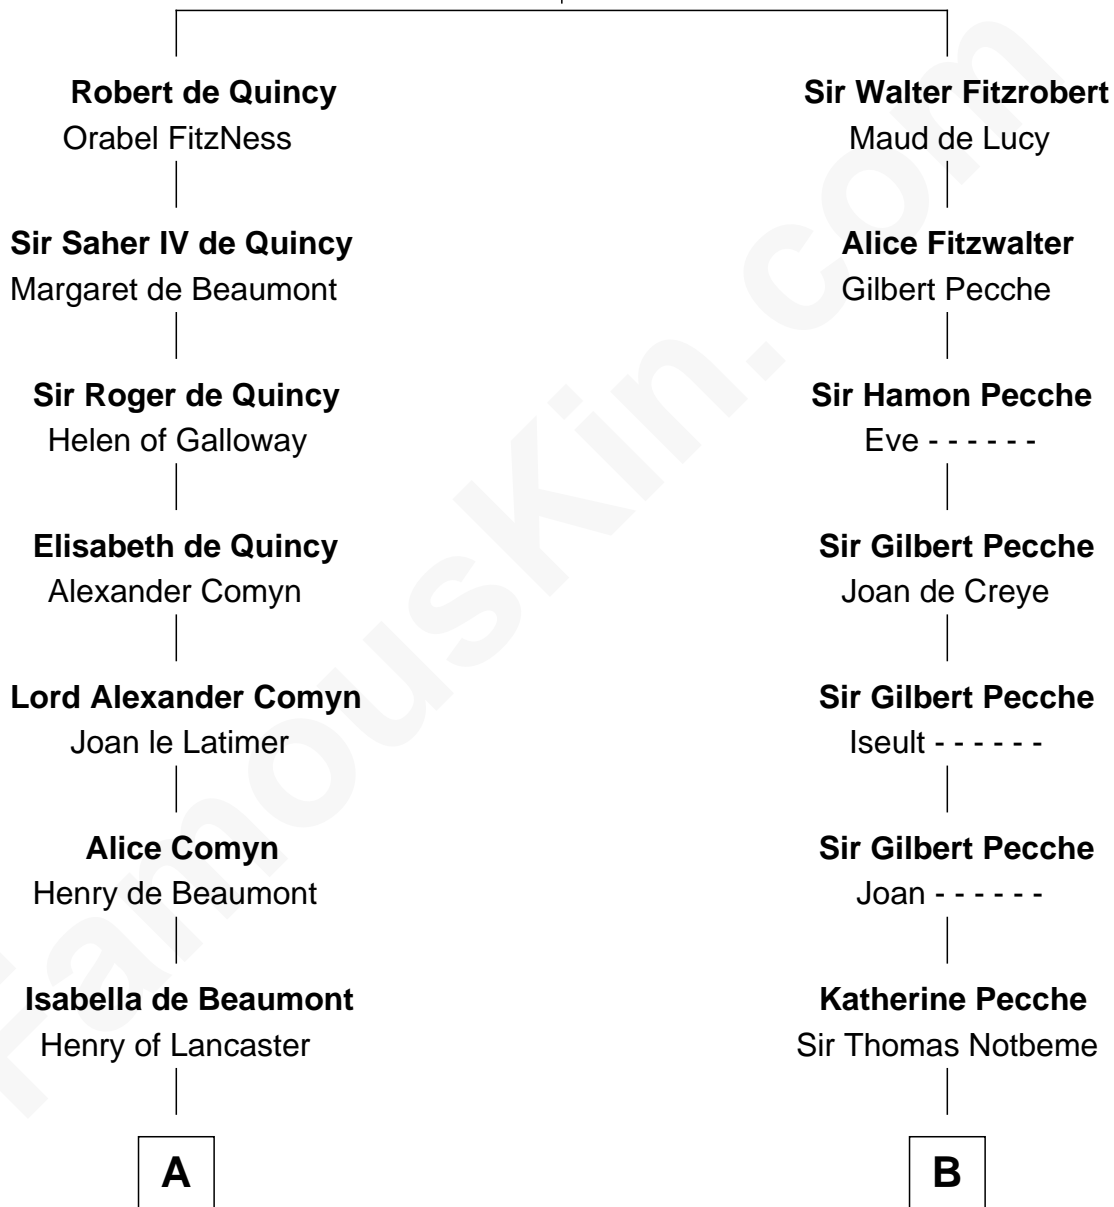 Robert de Quincy
Orabel FitzNess
Sir Saher IV de Quincy
Margaret de Beaumont
Sir Roger de Quincy
Helen of Galloway
Elisabeth de Quincy
Alexander Comyn
Lord Alexander Comyn
Joan le Latimer
Alice Comyn
Henry de Beaumont
Isabella de Beaumont
Henry of Lancaster
A
Sir Walter Fitzrobert
Maud de Lucy
Alice Fitzwalter
Gilbert Pecche
Sir Hamon Pecche
Eve - - - - - -
Sir Gilbert Pecche
Joan de Creye
Sir Gilbert Pecche
Iseult - - - - - -
Sir Gilbert Pecche
Joan - - - - - -
Katherine Pecche
Sir Thomas Notbeme
B
FamousKin.com